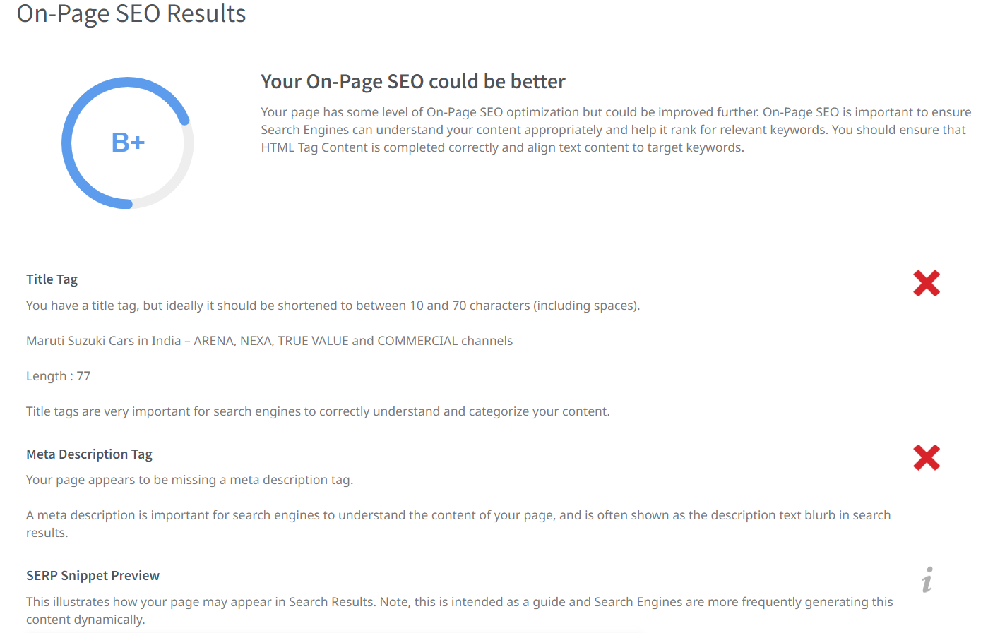 On-Page SEO Results
B+
Your On-Page SEO could be better
Your page has some level of On-Page SEO optimization but could be improved further. On-Page SEO is important to ensure
Search Engines can understand your content appropriately and help it rank for relevant keywords. You should ensure that
HTML Tag Content is completed correctly and align text content to target keywords.
Title Tag
You have a title tag, but ideally it should be shortened to between 10 and 70 characters (including spaces).
Maruti Suzuki Cars in India – ARENA, NEXA, TRUE VALUE and COMMERCIAL channels
Length : 77
Title tags are very important for search engines to correctly understand and categorize your content.
Meta Description Tag
Your page appears to be missing a meta description tag.
A meta description is important for search engines to understand the content of your page, and is often shown as the description text blurb in search
results.
SERP Snippet Preview
This illustrates how your page may appear in Search Results. Note, this is intended as a guide and Search Engines are more frequently generating this
content dynamically.